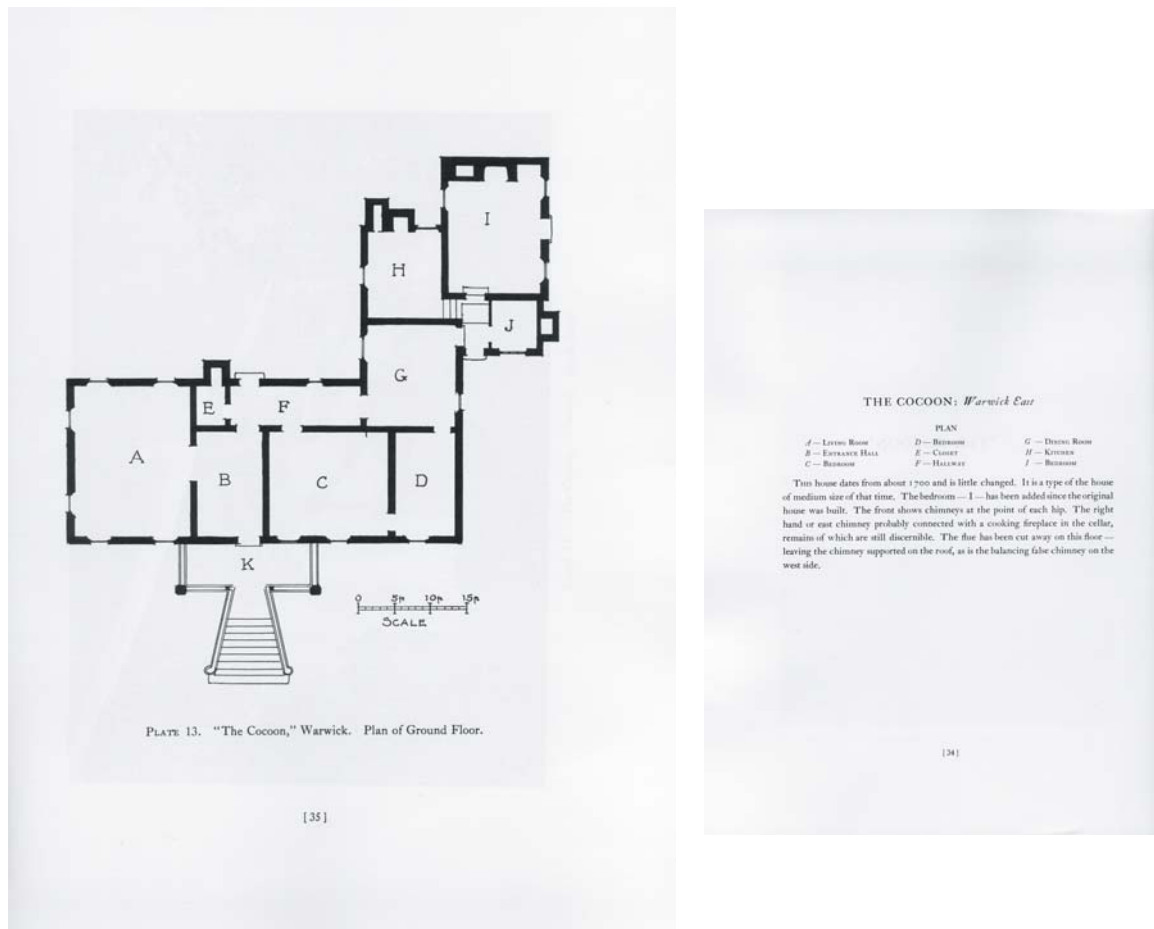 I
H
J
G
E
F
A
B
C
D
K
0 5ft 10ft 15ft
SCALE
PLATE 13. "The Cocoon," Warwick. Plan of Ground Floor.
[35]
THE COCOON: Warwick East
PLAN
A — LIVING ROOM D — BEDROOM G — DINING ROOM
B — ENTRANCE HALL E — CLOSET H — KITCHEN
C — BEDROOM F — HALLWAY I — BEDROOM
THIS house dates from about 1700 and is little changed. It is a type of the house
of medium size of that time. The bedroom — I — has been added since the original
house was built. The front shows chimneys at the point of each hip. The right
hand or east chimney probably connected with a cooking fireplace in the cellar,
remains of which are still discernible. The flue has been cut away on this floor —
leaving the chimney supported on the roof, as is the balancing false chimney on the
west side.
[34]